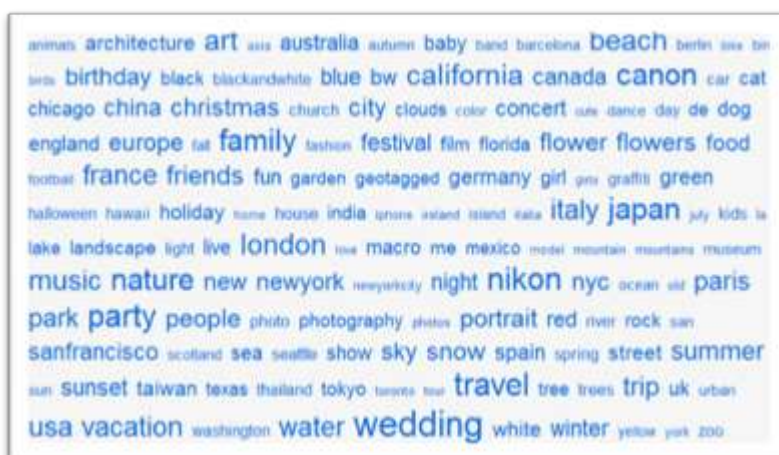 animals architecture art asia australia autumn baby band barcelona beach berlin
birds birthday black blackandwhite blue bw california canada canon car cat
chicago china christmas church city clouds color concert cute dance day de dog
england europe fall family fashion festival film florida flower flowers food
football france friends fun garden geotagged germany girl girls graffiti green
halloween hawaii holiday home house india iphone ireland island italia italy japan july kids la
lake landscape light live london love macro me mexico model mountain mountains museum
music nature new newyork newyorkcity night nikon nyc ocean old paris
park party people photo photography photos portrait red river rock san
sanfrancisco scotland sea seattle show sky snow spain spring street summer
sun sunset taiwan texas thailand tokyo toronto tour travel tree trees trip uk urban
usa vacation washington water wedding white winter yellow york zoo